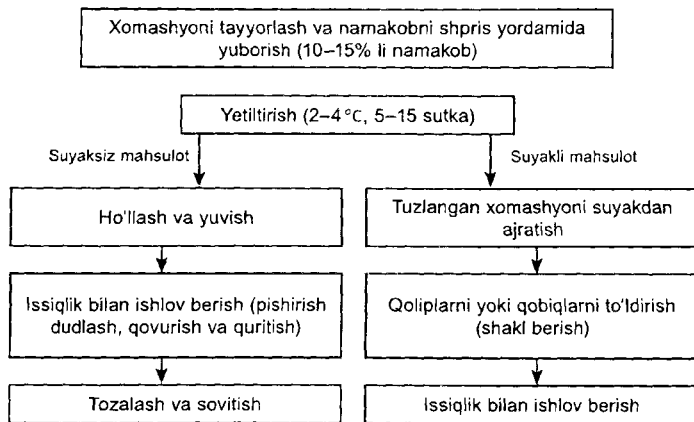 Xomashyoni tayyorlash va namakobni shpris yordamida
yuborish (10–15% li namakob)
Yetiltirish (2–4 °C, 5–15 sutka)
Suyaksiz mahsulot
Suyakli mahsulot
Ho‘llash va yuvish
Tuzlangan xomashyoni suyakdan
ajratish
Issiqlik bilan ishlov berish (pishirish
dudlash, qovurish va quritish)
Qoliplarni yoki qobiqlarni to‘ldirish
(shakl berish)
Tozalash va sovitish
Issiqlik bilan ishlov berish